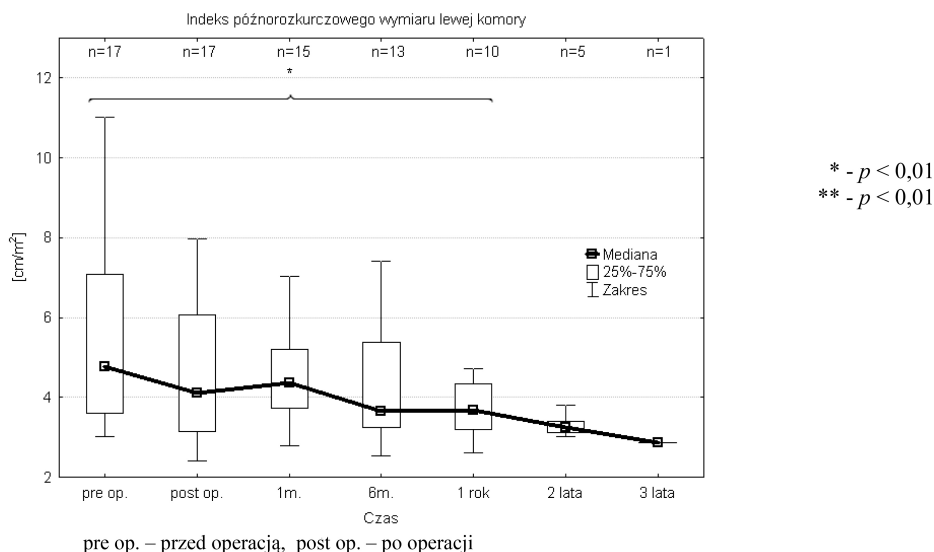 Indeks późnorozkurczowego wymiaru lewej komory
n=17 n=17 n=15 n=13 n=10 n=5 n=1
*
12
10
8
6
4
2
[cm/m²]
Mediana
25%-75%
Zakres
* - p < 0,01
** - p < 0,01
pre op. post op. 1m. 6m. 1 rok 2 lata 3 lata
Czas
pre op. – przed operacją, post op. – po operacji